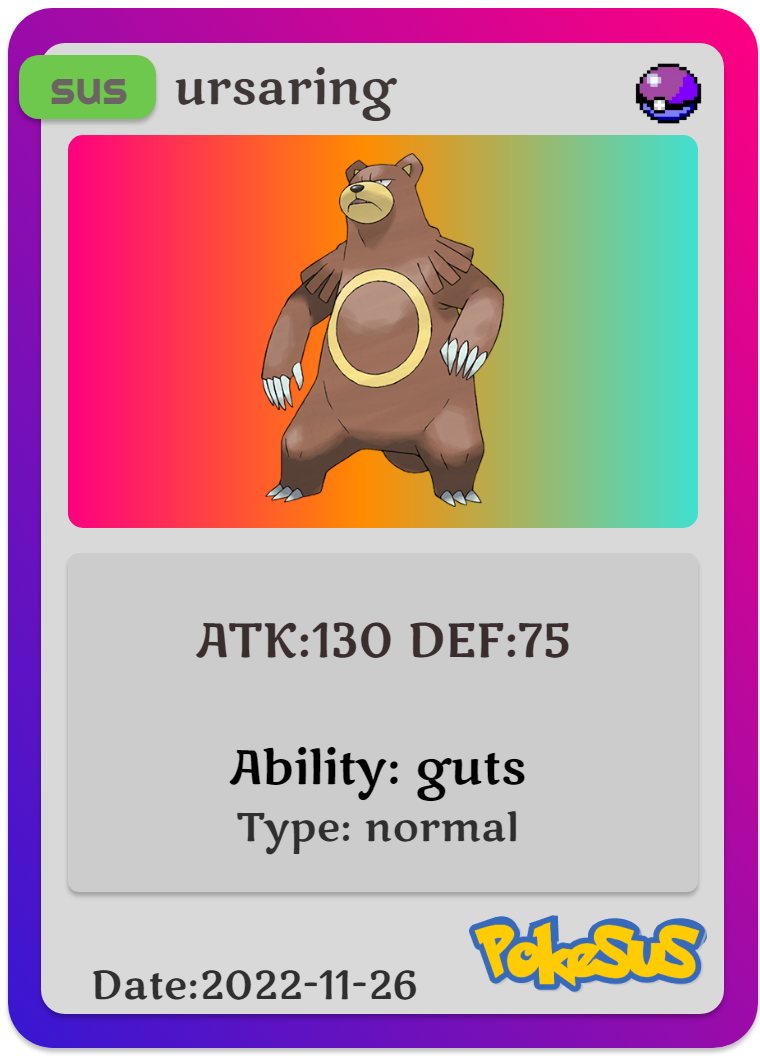 sus ursaring
ATK:130 DEF:75
Ability: guts
Type: normal
PokeSuS
Date:2022-11-26